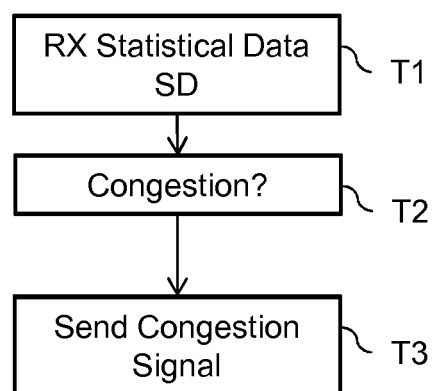 RX Statistical Data
SD
T1
Congestion?
T2
Send Congestion
Signal
T3